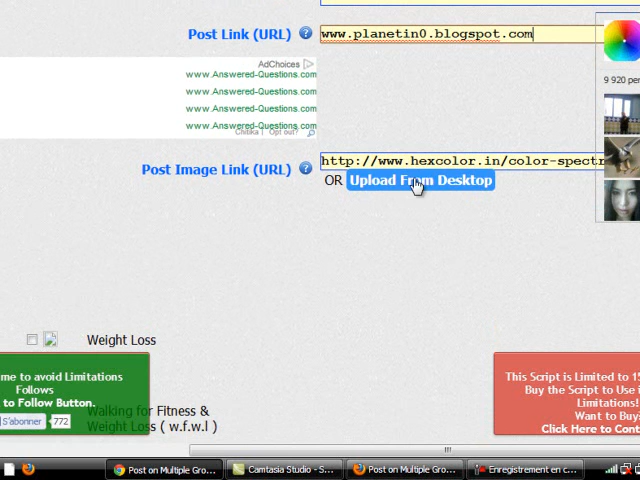 Post Link (URL) ? www.planetin0.blogspot.com
AdChoices
www.Answered-Questions.com
www.Answered-Questions.com
www.Answered-Questions.com
www.Answered-Questions.com
Chitika | Opt out?
9 920 per
Post Image Link (URL) ? http://www.hexcolor.in/color-spectr
OR Upload From Desktop
Weight Loss
me to avoid Limitations
Follows
to Follow Button.
S'abonner 772
Walking for Fitness &
Weight Loss ( w.f.w.l )
This Script is Limited to 15
Buy the Script to Use i
Limitations!
Want to Buy?
Click Here to Cont
Post on Multiple Gro...
Camtasia Studio - S...
Post on Multiple Gro...
Enregistrement en c...